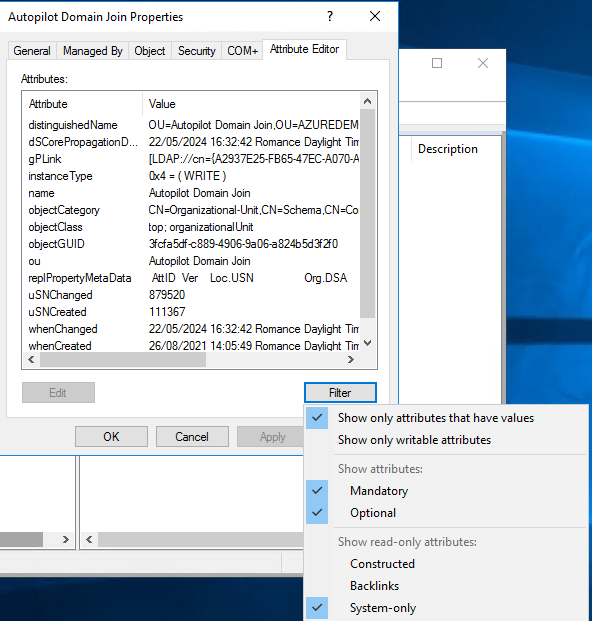 Autopilot Domain Join Properties ?
General Managed By Object Security COM+ Attribute Editor
Attributes:
Attribute Value
distinguishedName OU=Autopilot Domain Join,OU=AZUREDEM
dSCorePropagationD... 22/05/2024 16:32:42 Romance Daylight Tim
gPLink [LDAP://cn={A2937E25-FB65-47EC-A070-A
instanceType 0x4 = ( WRITE )
name Autopilot Domain Join
objectCategory CN=Organizational-Unit,CN=Schema,CN=Co
objectClass top; organizationalUnit
objectGUID 3fcfa5df-c889-4906-9a06-a824b5d3f2f0
ou Autopilot Domain Join
replPropertyMetaData AttID Ver Loc.USN Org.DSA
uSNChanged 879520
uSNCreated 111367
whenChanged 22/05/2024 16:32:42 Romance Daylight Tim
whenCreated 26/08/2021 14:05:49 Romance Daylight Tim
Edit Filter
OK Cancel Apply
Description
Show only attributes that have values
Show only writable attributes
Show attributes:
Mandatory
Optional
Show read-only attributes:
Constructed
Backlinks
System-only